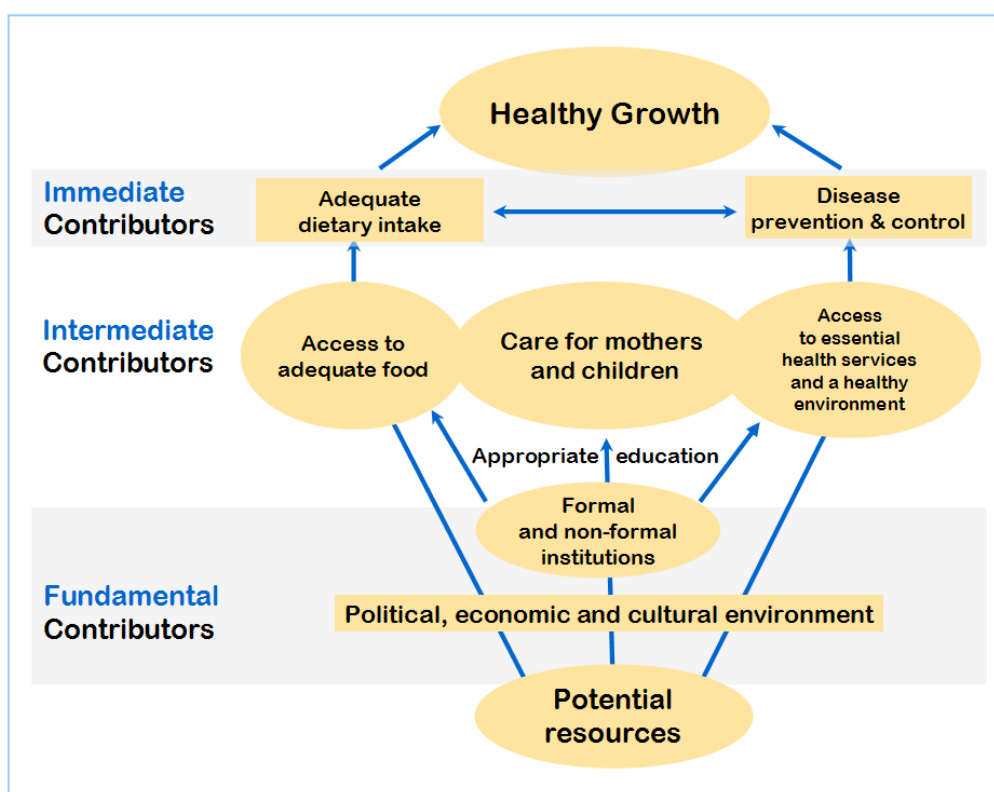 Healthy Growth
Immediate
Contributors
Adequate
dietary intake
Disease
prevention & control
Intermediate
Contributors
Access to
adequate food
Care for mothers
and children
Access
to essential
health services
and a healthy
environment
Appropriate education
Formal
and non-formal
institutions
Fundamental
Contributors
Political, economic and cultural environment
Potential
resources